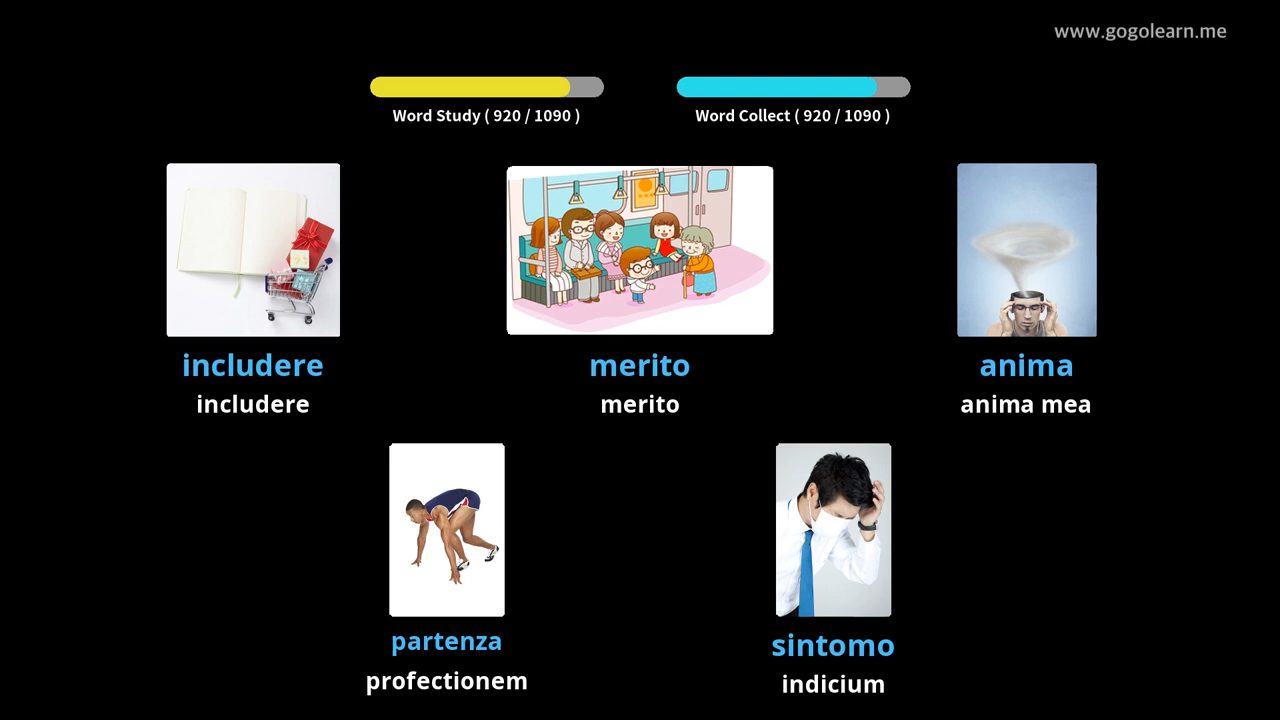 www.gogolearn.me
Word Study ( 920 / 1090 )
Word Collect ( 920 / 1090 )
includere
includere
merito
merito
anima
anima mea
partenza
profectionem
sintomo
indicium